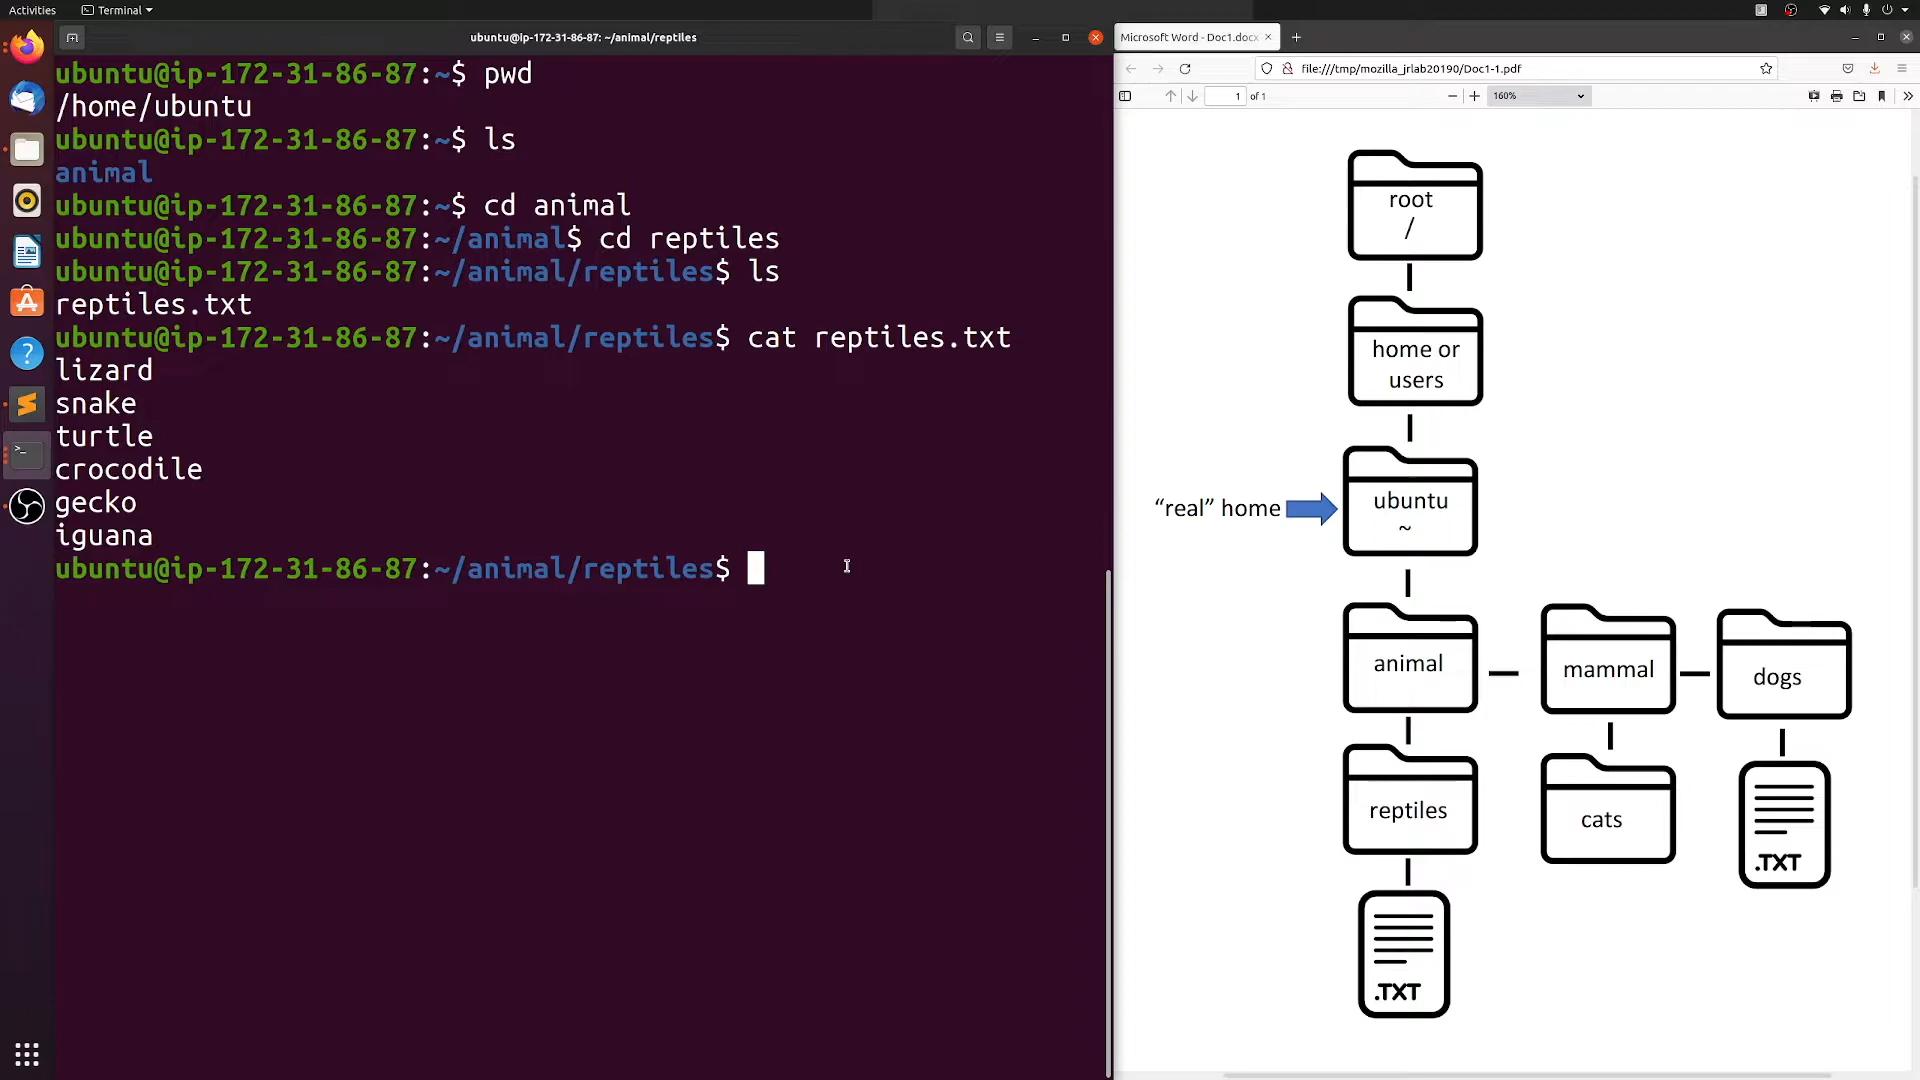 Activities
Terminal
ubuntu@ip-172-31-86-87: ~/animal/reptiles
ubuntu@ip-172-31-86-87:~$ pwd
/home/ubuntu
ubuntu@ip-172-31-86-87:~$ ls
animal
ubuntu@ip-172-31-86-87:~$ cd animal
ubuntu@ip-172-31-86-87:~/animal$ cd reptiles
ubuntu@ip-172-31-86-87:~/animal/reptiles$ ls
reptiles.txt
ubuntu@ip-172-31-86-87:~/animal/reptiles$ cat reptiles.txt
lizard
snake
turtle
crocodile
gecko
iguana
ubuntu@ip-172-31-86-87:~/animal/reptiles$
Microsoft Word - Doc1.docx
file:///tmp/mozilla_jrlab20190/Doc1-1.pdf
1 of 1
160%
root
/
home or
users
"real" home
ubuntu
~
animal
mammal
dogs
reptiles
cats
.TXT
.TXT